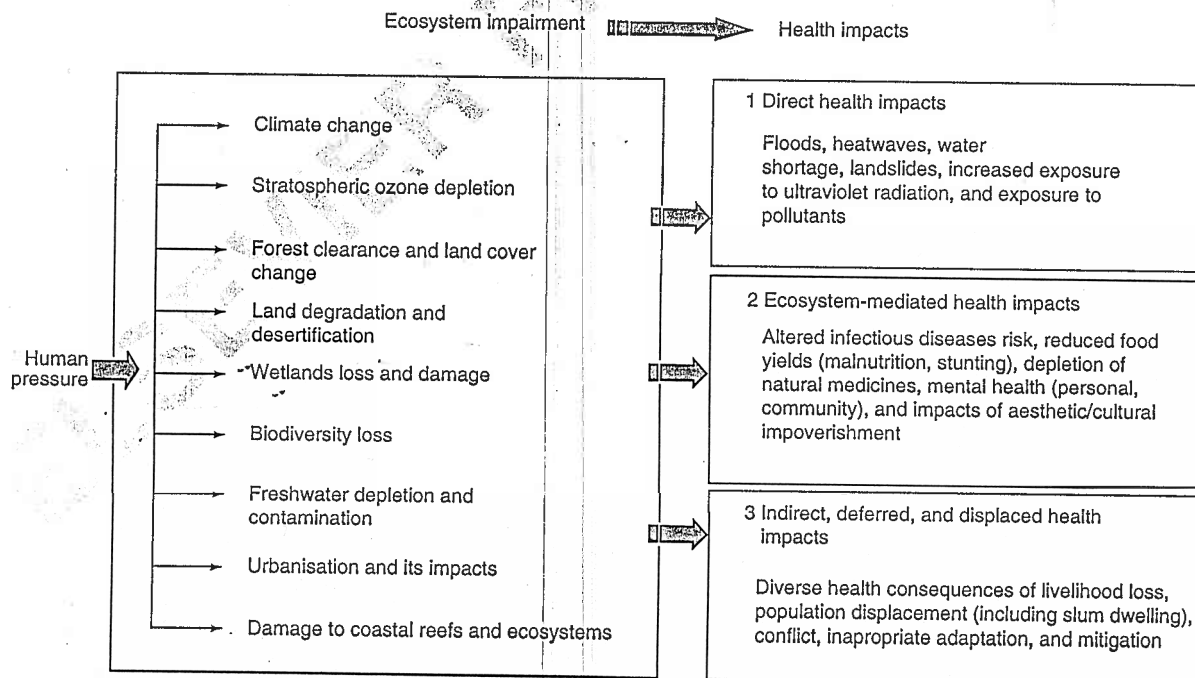 Ecosystem impairment
Health impacts
Human
pressure
Climate change
Stratospheric ozone depletion
Forest clearance and land cover
change
Land degradation and
desertification
Wetlands loss and damage
Biodiversity loss
Freshwater depletion and
contamination
Urbanisation and its impacts
Damage to coastal reefs and ecosystems
1 Direct health impacts
Floods, heatwaves, water
shortage, landslides, increased exposure
to ultraviolet radiation, and exposure to
pollutants
2 Ecosystem-mediated health impacts
Altered infectious diseases risk, reduced food
yields (malnutrition, stunting), depletion of
natural medicines, mental health (personal,
community), and impacts of aesthetic/cultural
impoverishment
3 Indirect, deferred, and displaced health
impacts
Diverse health consequences of livelihood loss,
population displacement (including slum dwelling),
conflict, inapropriate adaptation, and mitigation